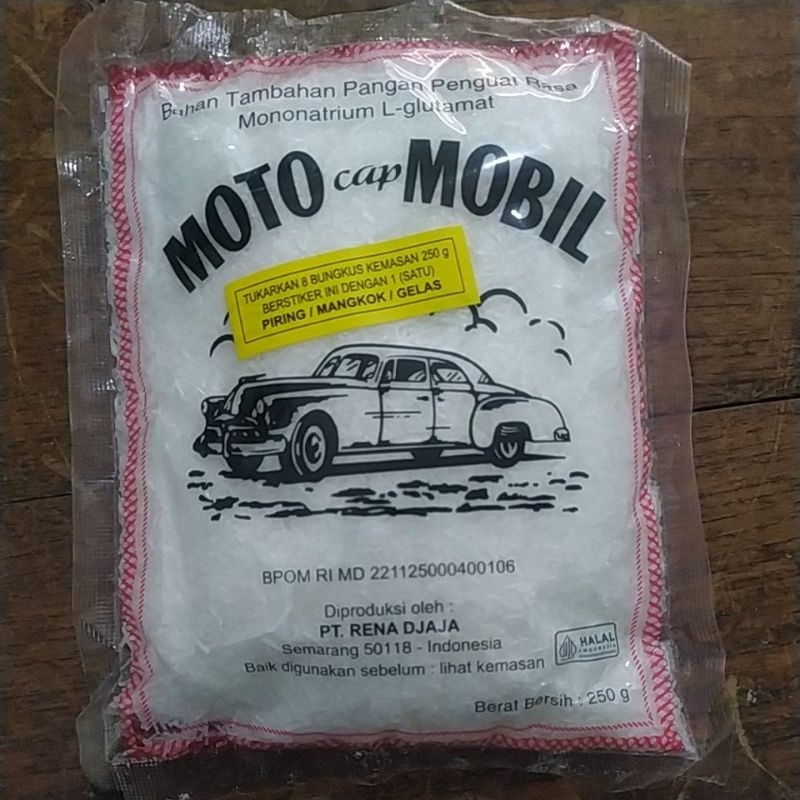 Bahan Tambahan Pangan Penguat Rasa
Mononatrium L-glutamat
MOTO cap MOBIL
TUKARKAN 8 BUNGKUS KEMASAN 250 g
BERSTIKER INI DENGAN 1 (SATU)
PIRING / MANGKOK / GELAS
BPOM RI MD 221125000400106
Diproduksi oleh :
PT. RENA DJAJA
Semarang 50118 - Indonesia
Baik digunakan sebelum : lihat kemasan
HALAL
INDONESIA
Berat Bersih : 250 g